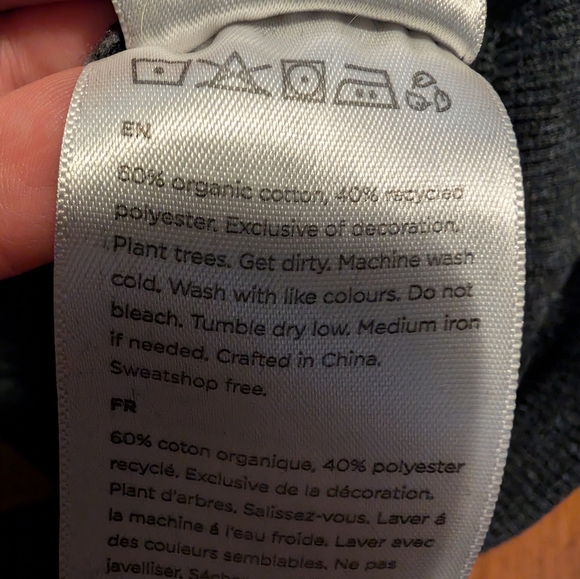 EN
60% organic cotton, 40% recycled
polyester. Exclusive of decoration.
Plant trees. Get dirty. Machine wash
cold. Wash with like colours. Do not
bleach. Tumble dry low. Medium iron
if needed. Crafted in China.
Sweatshop free.
FR
60% coton organique, 40% polyester
recyclé. Exclusive de la décoration.
Plant d'arbres. Salissez-vous. Laver á
la machine á l'eau froide. Laver avec
des couleurs semblables. Ne pas
javelliser.